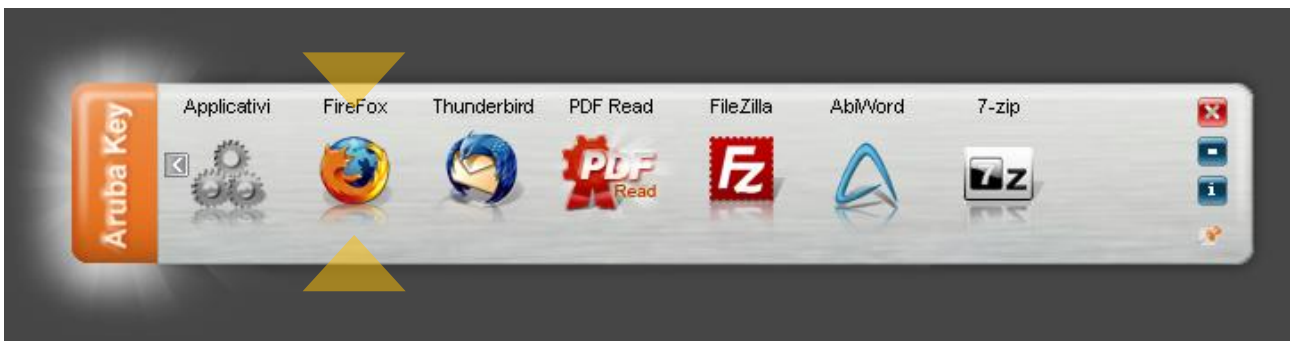 Aruba Key
Applicativi
FireFox
Thunderbird
PDF Read
FileZilla
AbiWord
7-zip
PDF
Read
FZ
7z
i